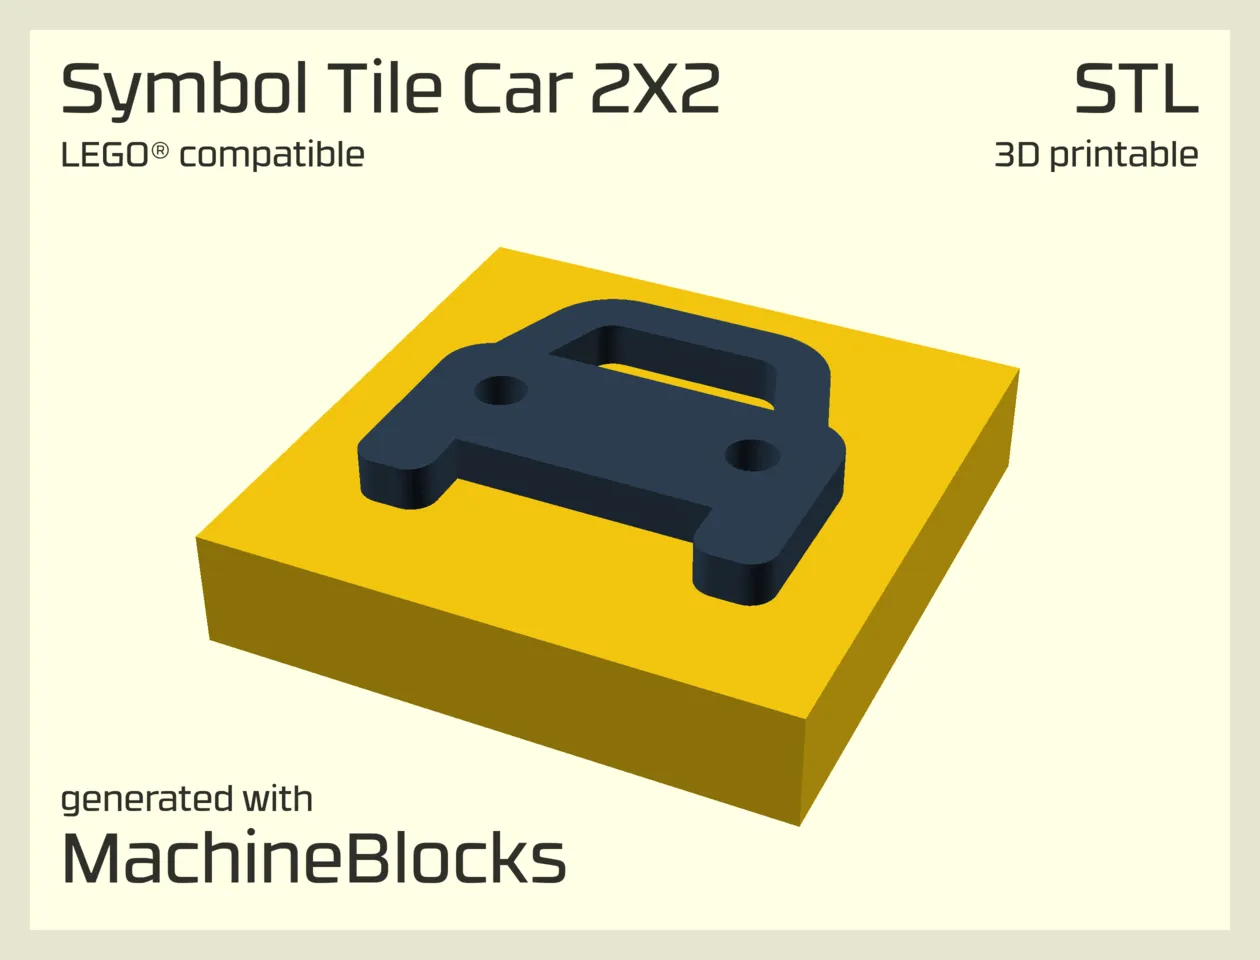 Symbol Tile Car 2X2
LEGO® compatible
STL
3D printable
generated with
MachineBlocks